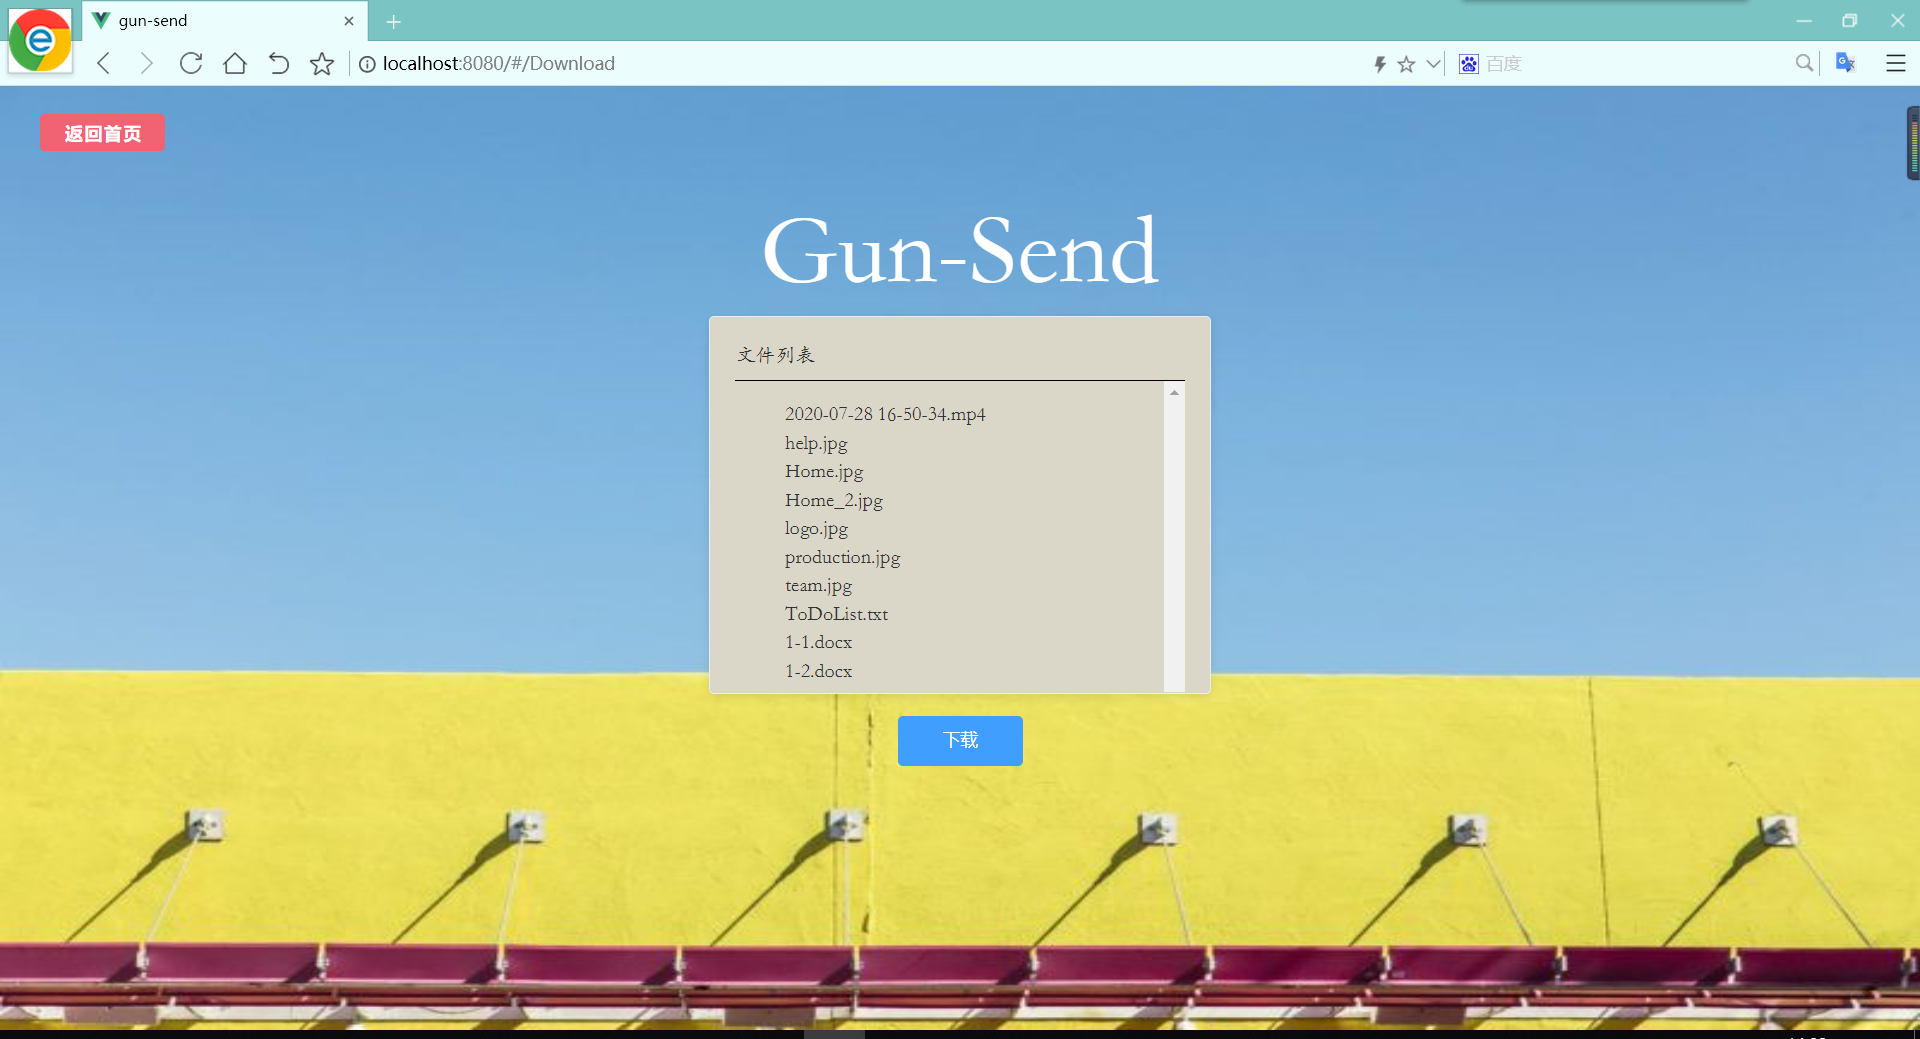 gun-send
localhost:8080/#/Download
百度
返回首页
Gun-Send
文件列表
2020-07-28 16-50-34.mp4
help.jpg
Home.jpg
Home_2.jpg
logo.jpg
production.jpg
team.jpg
ToDoList.txt
1-1.docx
1-2.docx
下载